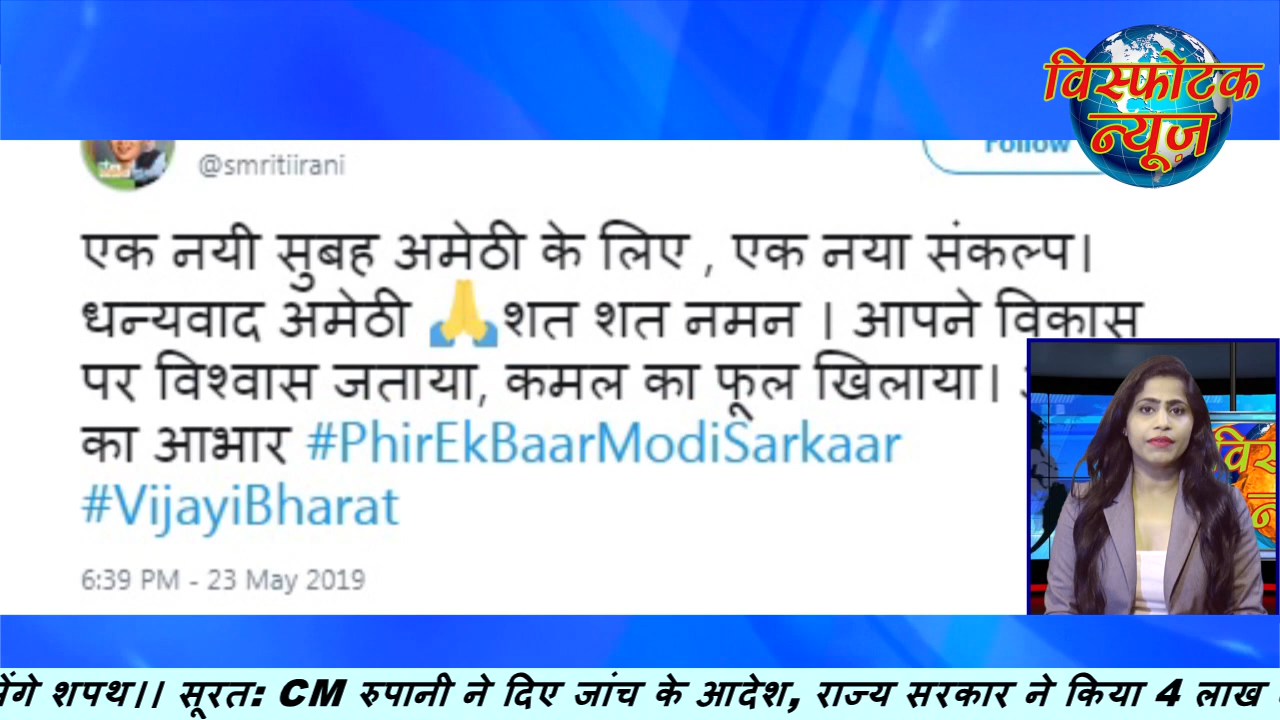 विस्फोटक
न्यूज़
Follow
@smritiirani
एक नयी सुबह अमेठी के लिए , एक नया संकल्प।
धन्यवाद अमेठी 🙏शत शत नमन । आपने विकास
पर विश्वास जताया, कमल का फूल खिलाया।
का आभार #PhirEkBaarModiSarkaar
#VijayiBharat
6:39 PM - 23 May 2019
शपथ।। सूरत: CM रुपानी ने दिए जांच के आदेश, राज्य सरकार ने किया 4 लाख